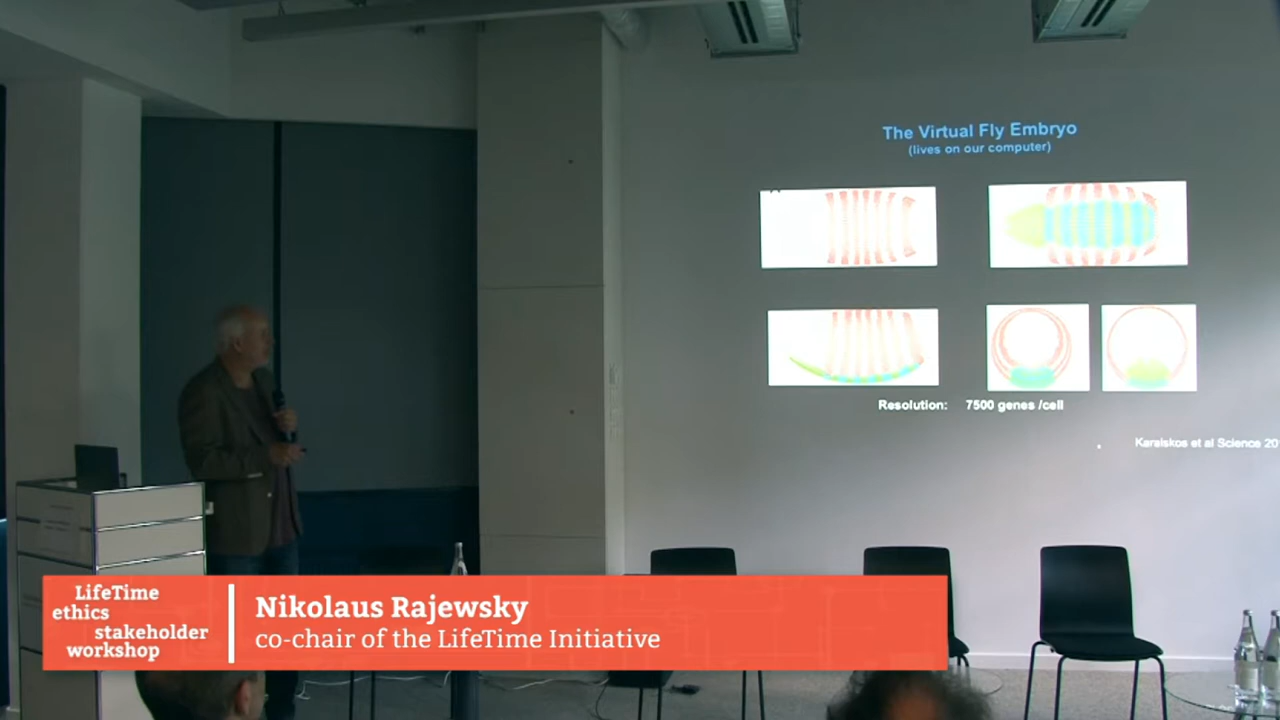 The Virtual Fly Embryo
(lives on our computer)
Resolution: 7500 genes /cell
Karaiskos et al Science 20
LifeTime
ethics
stakeholder
workshop
Nikolaus Rajewsky
co-chair of the LifeTime Initiative